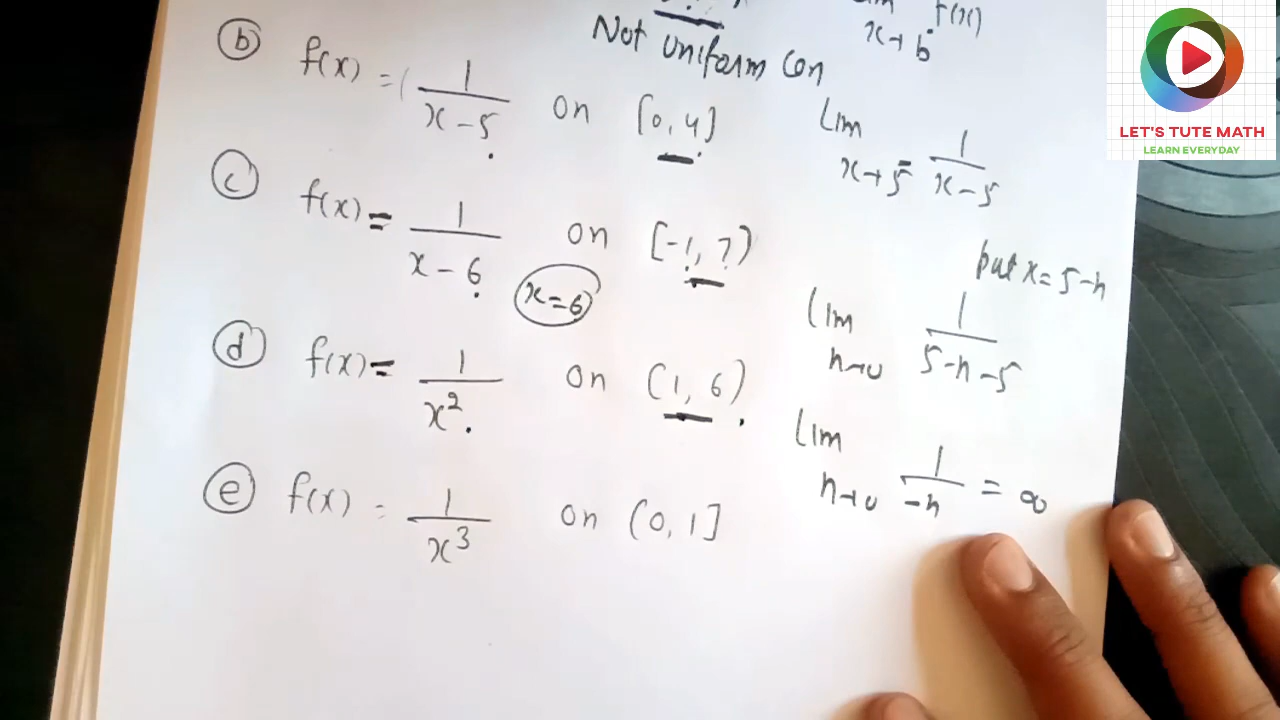 Lim f(x)
x→b⁻
Not uniform Con
(b) f(x) = 1/(x-5) on [0,4]
(c) f(x) = 1/(x-6) on [-1,7)
x=6
(d) f(x) = 1/x² on (1,6)
(e) f(x) = 1/x³ on (0,1]
Lim x→5⁻ 1/(x-5)
put x=5-h
Lim h→0 1/(5-h-5)
Lim h→0 1/-h = ∞
LET'S TUTE MATH
LEARN EVERYDAY